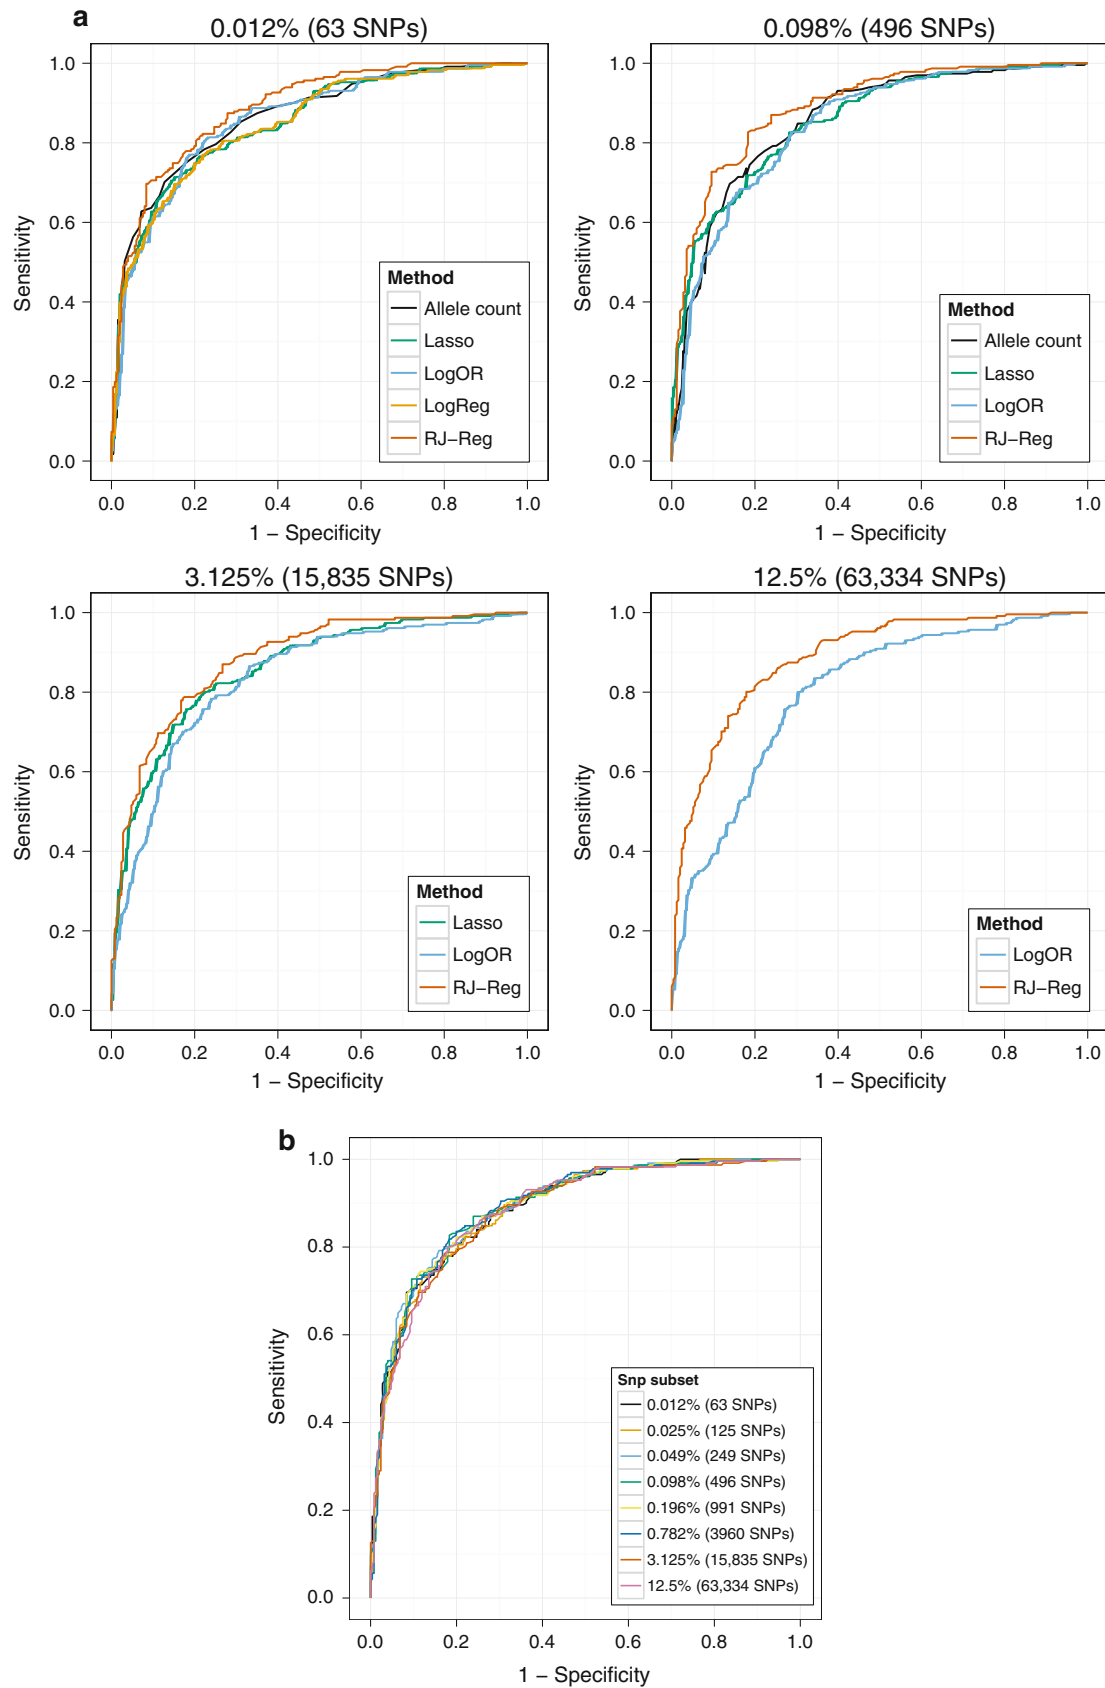 a
0.012% (63 SNPs)
1.0
0.8
0.6
0.4
0.2
0.0
Sensitivity
0.0 0.2 0.4 0.6 0.8 1.0
1 − Specificity
Method
Allele count
Lasso
LogOR
LogReg
RJ−Reg
0.098% (496 SNPs)
1.0
0.8
0.6
0.4
0.2
0.0
Sensitivity
0.0 0.2 0.4 0.6 0.8 1.0
1 − Specificity
Method
Allele count
Lasso
LogOR
RJ−Reg
3.125% (15,835 SNPs)
1.0
0.8
0.6
0.4
0.2
0.0
Sensitivity
0.0 0.2 0.4 0.6 0.8 1.0
1 − Specificity
Method
Lasso
LogOR
RJ−Reg
12.5% (63,334 SNPs)
1.0
0.8
0.6
0.4
0.2
0.0
Sensitivity
0.0 0.2 0.4 0.6 0.8 1.0
1 − Specificity
Method
LogOR
RJ−Reg
b
1.0
0.8
0.6
0.4
0.2
0.0
Sensitivity
0.0 0.2 0.4 0.6 0.8 1.0
1 − Specificity
Snp subset
0.012% (63 SNPs)
0.025% (125 SNPs)
0.049% (249 SNPs)
0.098% (496 SNPs)
0.196% (991 SNPs)
0.782% (3960 SNPs)
3.125% (15,835 SNPs)
12.5% (63,334 SNPs)